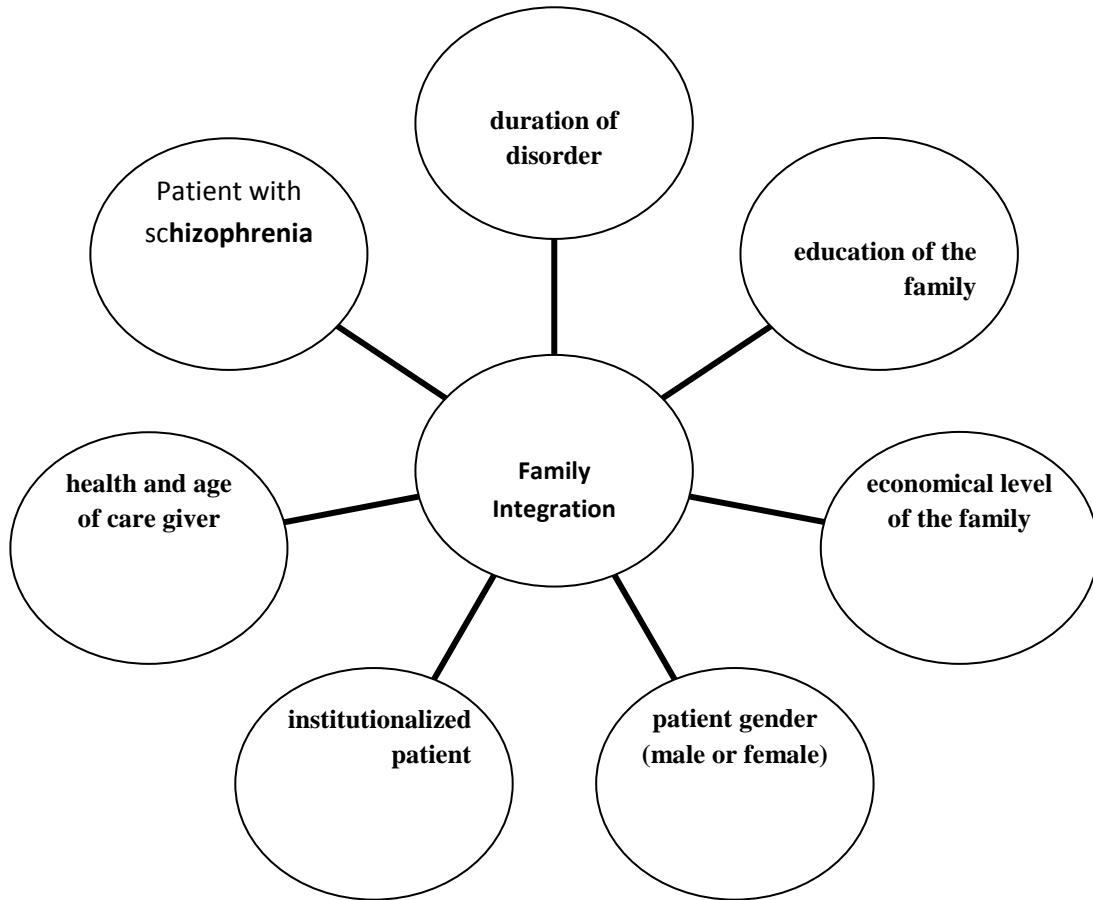 duration of
disorder
Patient with
schizophrenia
education of the
family
health and age
of care giver
Family
Integration
economical level
of the family
institutionalized
patient
patient gender
(male or female)